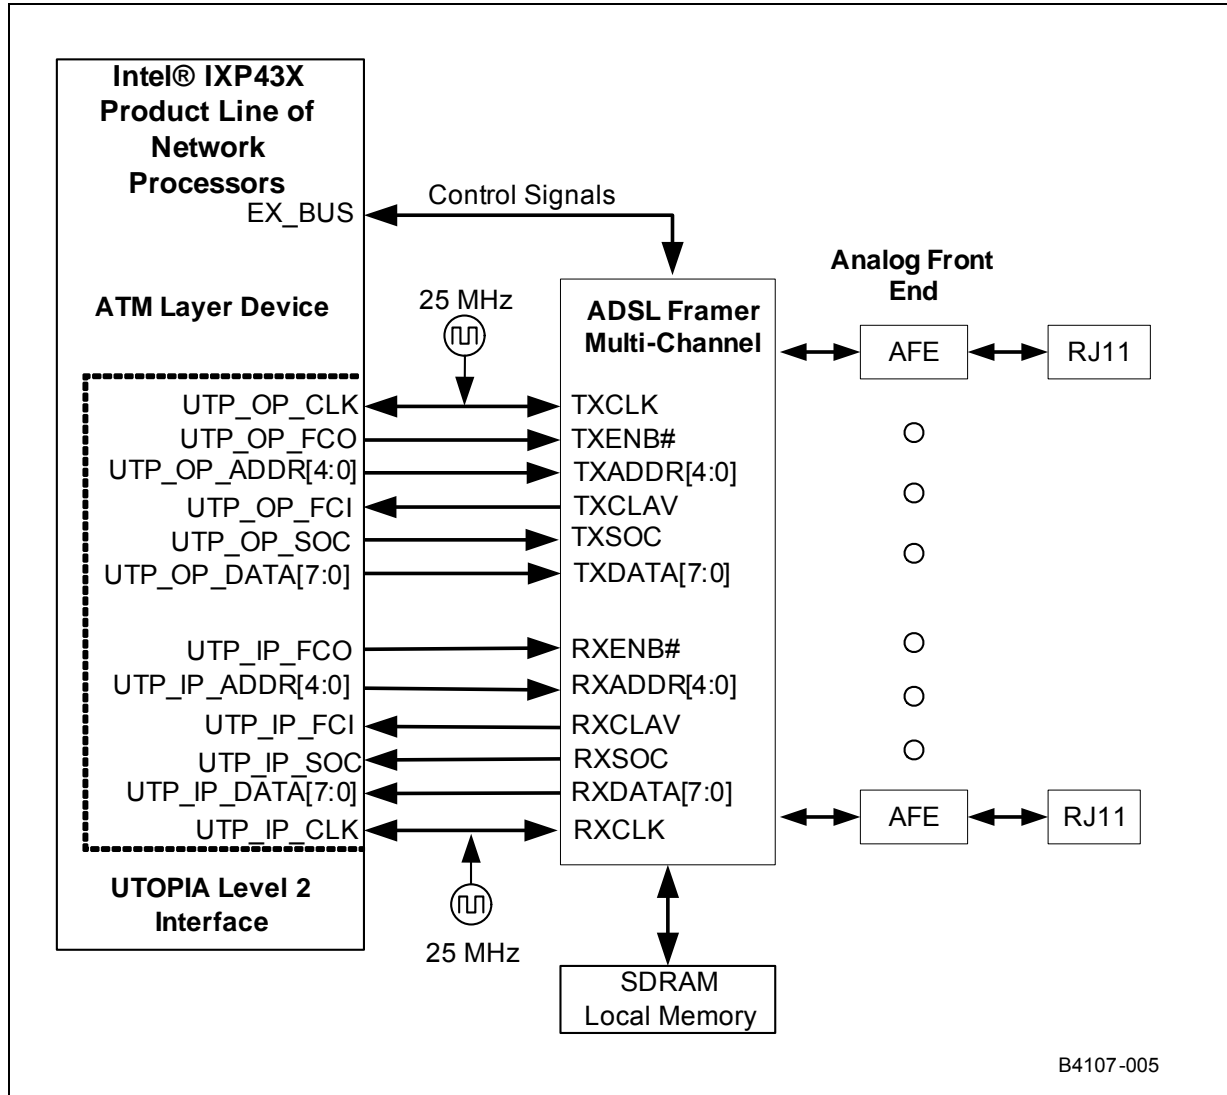 Intel® IXP43X
Product Line of
Network
Processors
EX_BUS
Control Signals
ATM Layer Device
25 MHz
ADSL Framer
Multi-Channel
Analog Front
End
AFE
RJ11
UTP_OP_CLK
TXCLK
UTP_OP_FCO
TXENB#
UTP_OP_ADDR[4:0]
TXADDR[4:0]
UTP_OP_FCI
TXCLAV
UTP_OP_SOC
TXSOC
UTP_OP_DATA[7:0]
TXDATA[7:0]
UTP_IP_FCO
RXENB#
UTP_IP_ADDR[4:0]
RXADDR[4:0]
UTP_IP_FCI
RXCLAV
UTP_IP_SOC
RXSOC
UTP_IP_DATA[7:0]
RXDATA[7:0]
UTP_IP_CLK
RXCLK
AFE
RJ11
UTOPIA Level 2
Interface
25 MHz
SDRAM
Local Memory
B4107-005